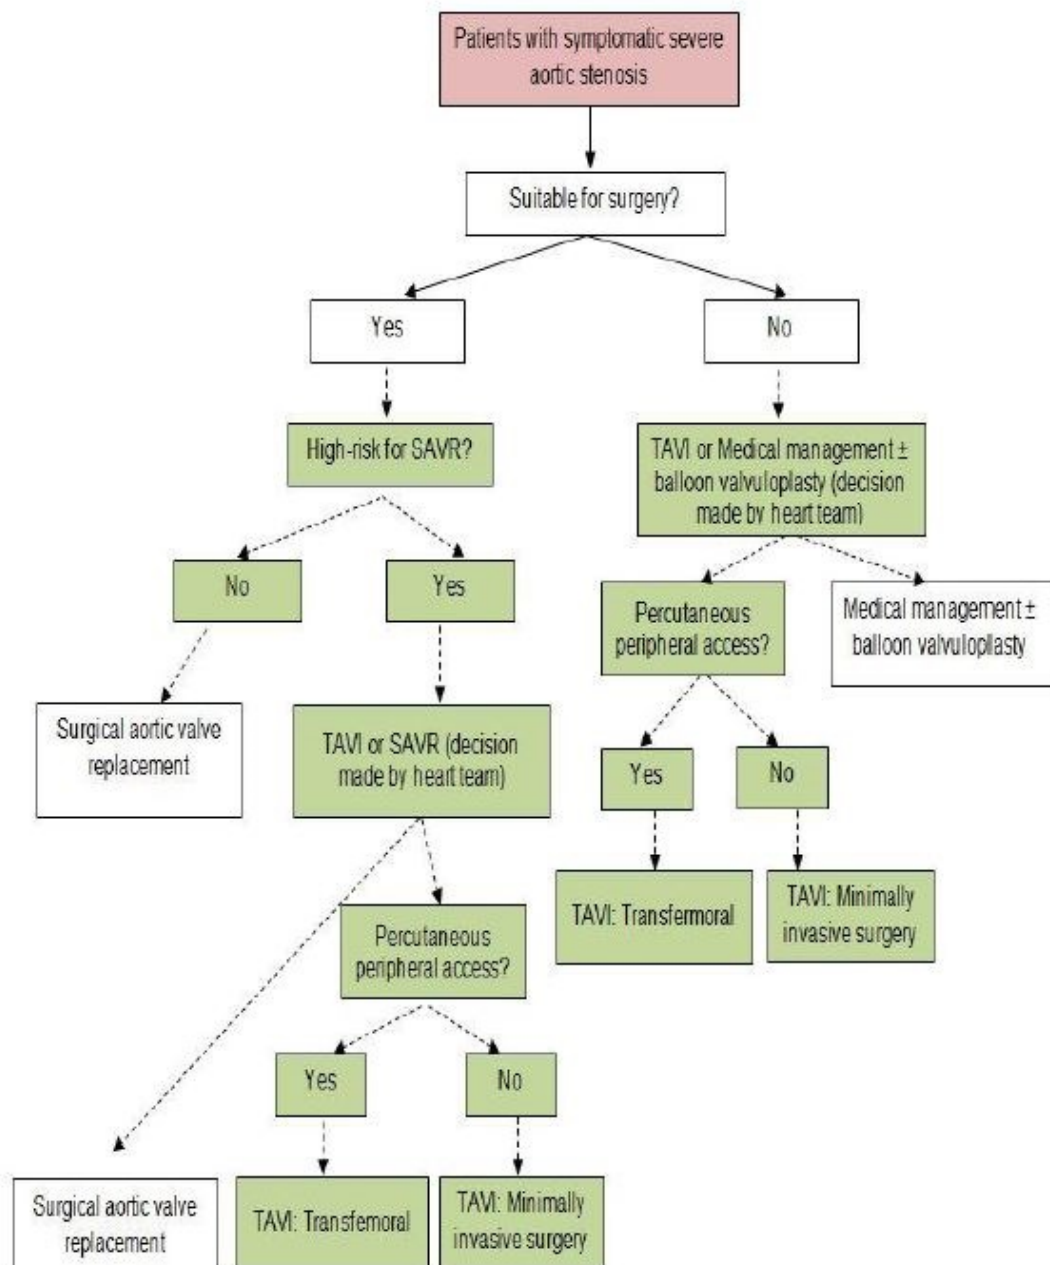 Patients with symptomatic severe
aortic stenosis
Suitable for surgery?
Yes
No
High-risk for SAVR?
TAVI or Medical management ±
balloon valvuloplasty (decision
made by heart team)
No
Yes
Percutaneous
peripheral access?
Medical management ±
balloon valvuloplasty
Surgical aortic valve
replacement
TAVI or SAVR (decision
made by heart team)
Yes
No
TAVI: Transfermoral
TAVI: Minimally
invasive surgery
Percutaneous
peripheral access?
Yes
No
Surgical aortic valve
replacement
TAVI: Transfemoral
TAVI: Minimally
invasive surgery